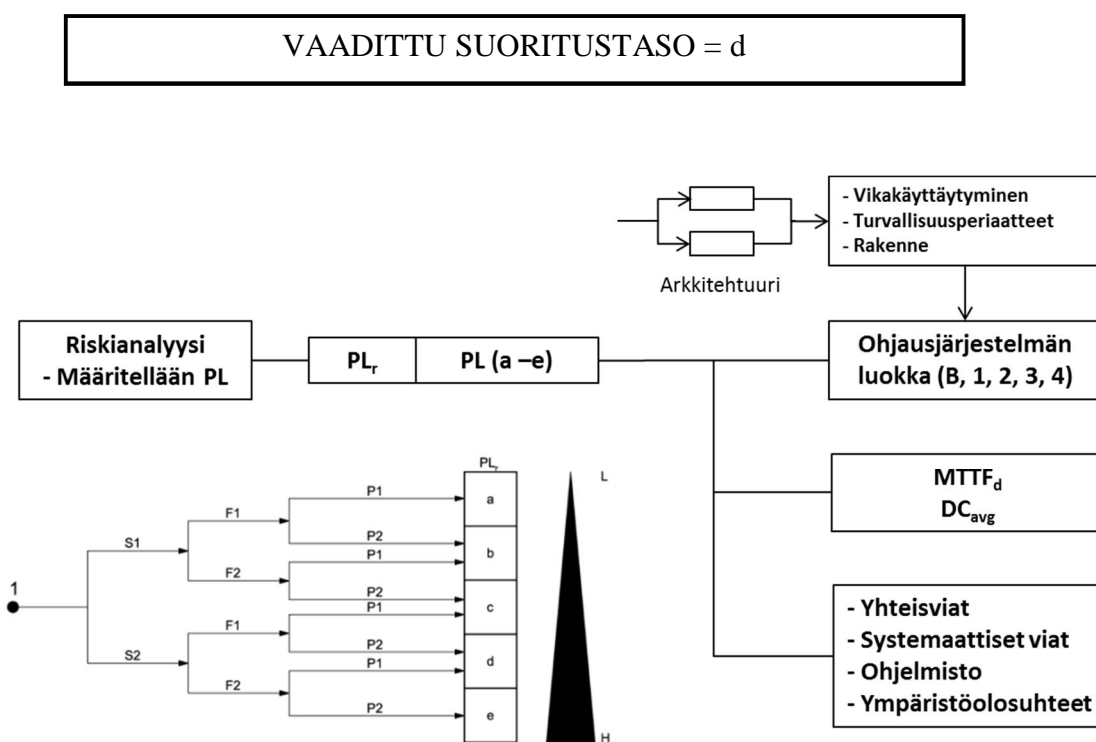 VAADITTU SUORITUSTASO = d
- Vikakäyttäytyminen
- Turvallisuusperiaatteet
- Rakenne
Arkkitehtuuri
Riskianalyysi
- Määritellään PL
PLr
PL (a –e)
Ohjausjärjestelmän
luokka (B, 1, 2, 3, 4)
MTTFd
DCavg
- Yhteisviat
- Systemaattiset viat
- Ohjelmisto
- Ympäristöolosuhteet
PLr
L
P1
a
F1
P2
S1
b
P1
F2
1
P2
c
P1
F1
P2
S2
d
P1
F2
P2
e
H